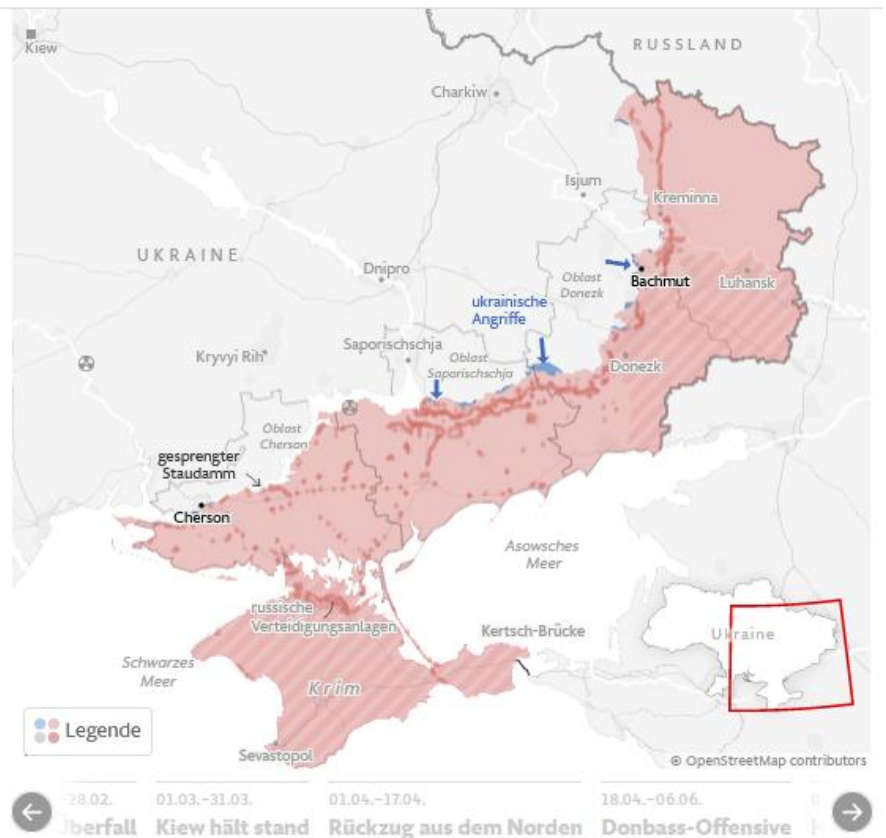 Kiew
RUSSLAND
Charkiw
Isjum
Kreminna
UKRAINE
Dnipro
Oblast
Donezk
Bachmut
Luhansk
ukrainische
Angriffe
Saporischschja
Kryvyi Rih
Oblast
Saparischschja
Donezk
Oblast
Cherson
gesprengter
Staudamm
Cherson
Asowsches
Meer
russische
Verteidigungsanlagen
Kertsch-Brücke
Ukraine
Schwarzes
Meer
Krim
Legende
Sevastopol
© OpenStreetMap contributors
-28.02.
01.03.–31.03.
01.04.–17.04.
18.04.–06.06.
Überfall
Kiew hält stand
Rückzug aus dem Norden
Donbass-Offensive